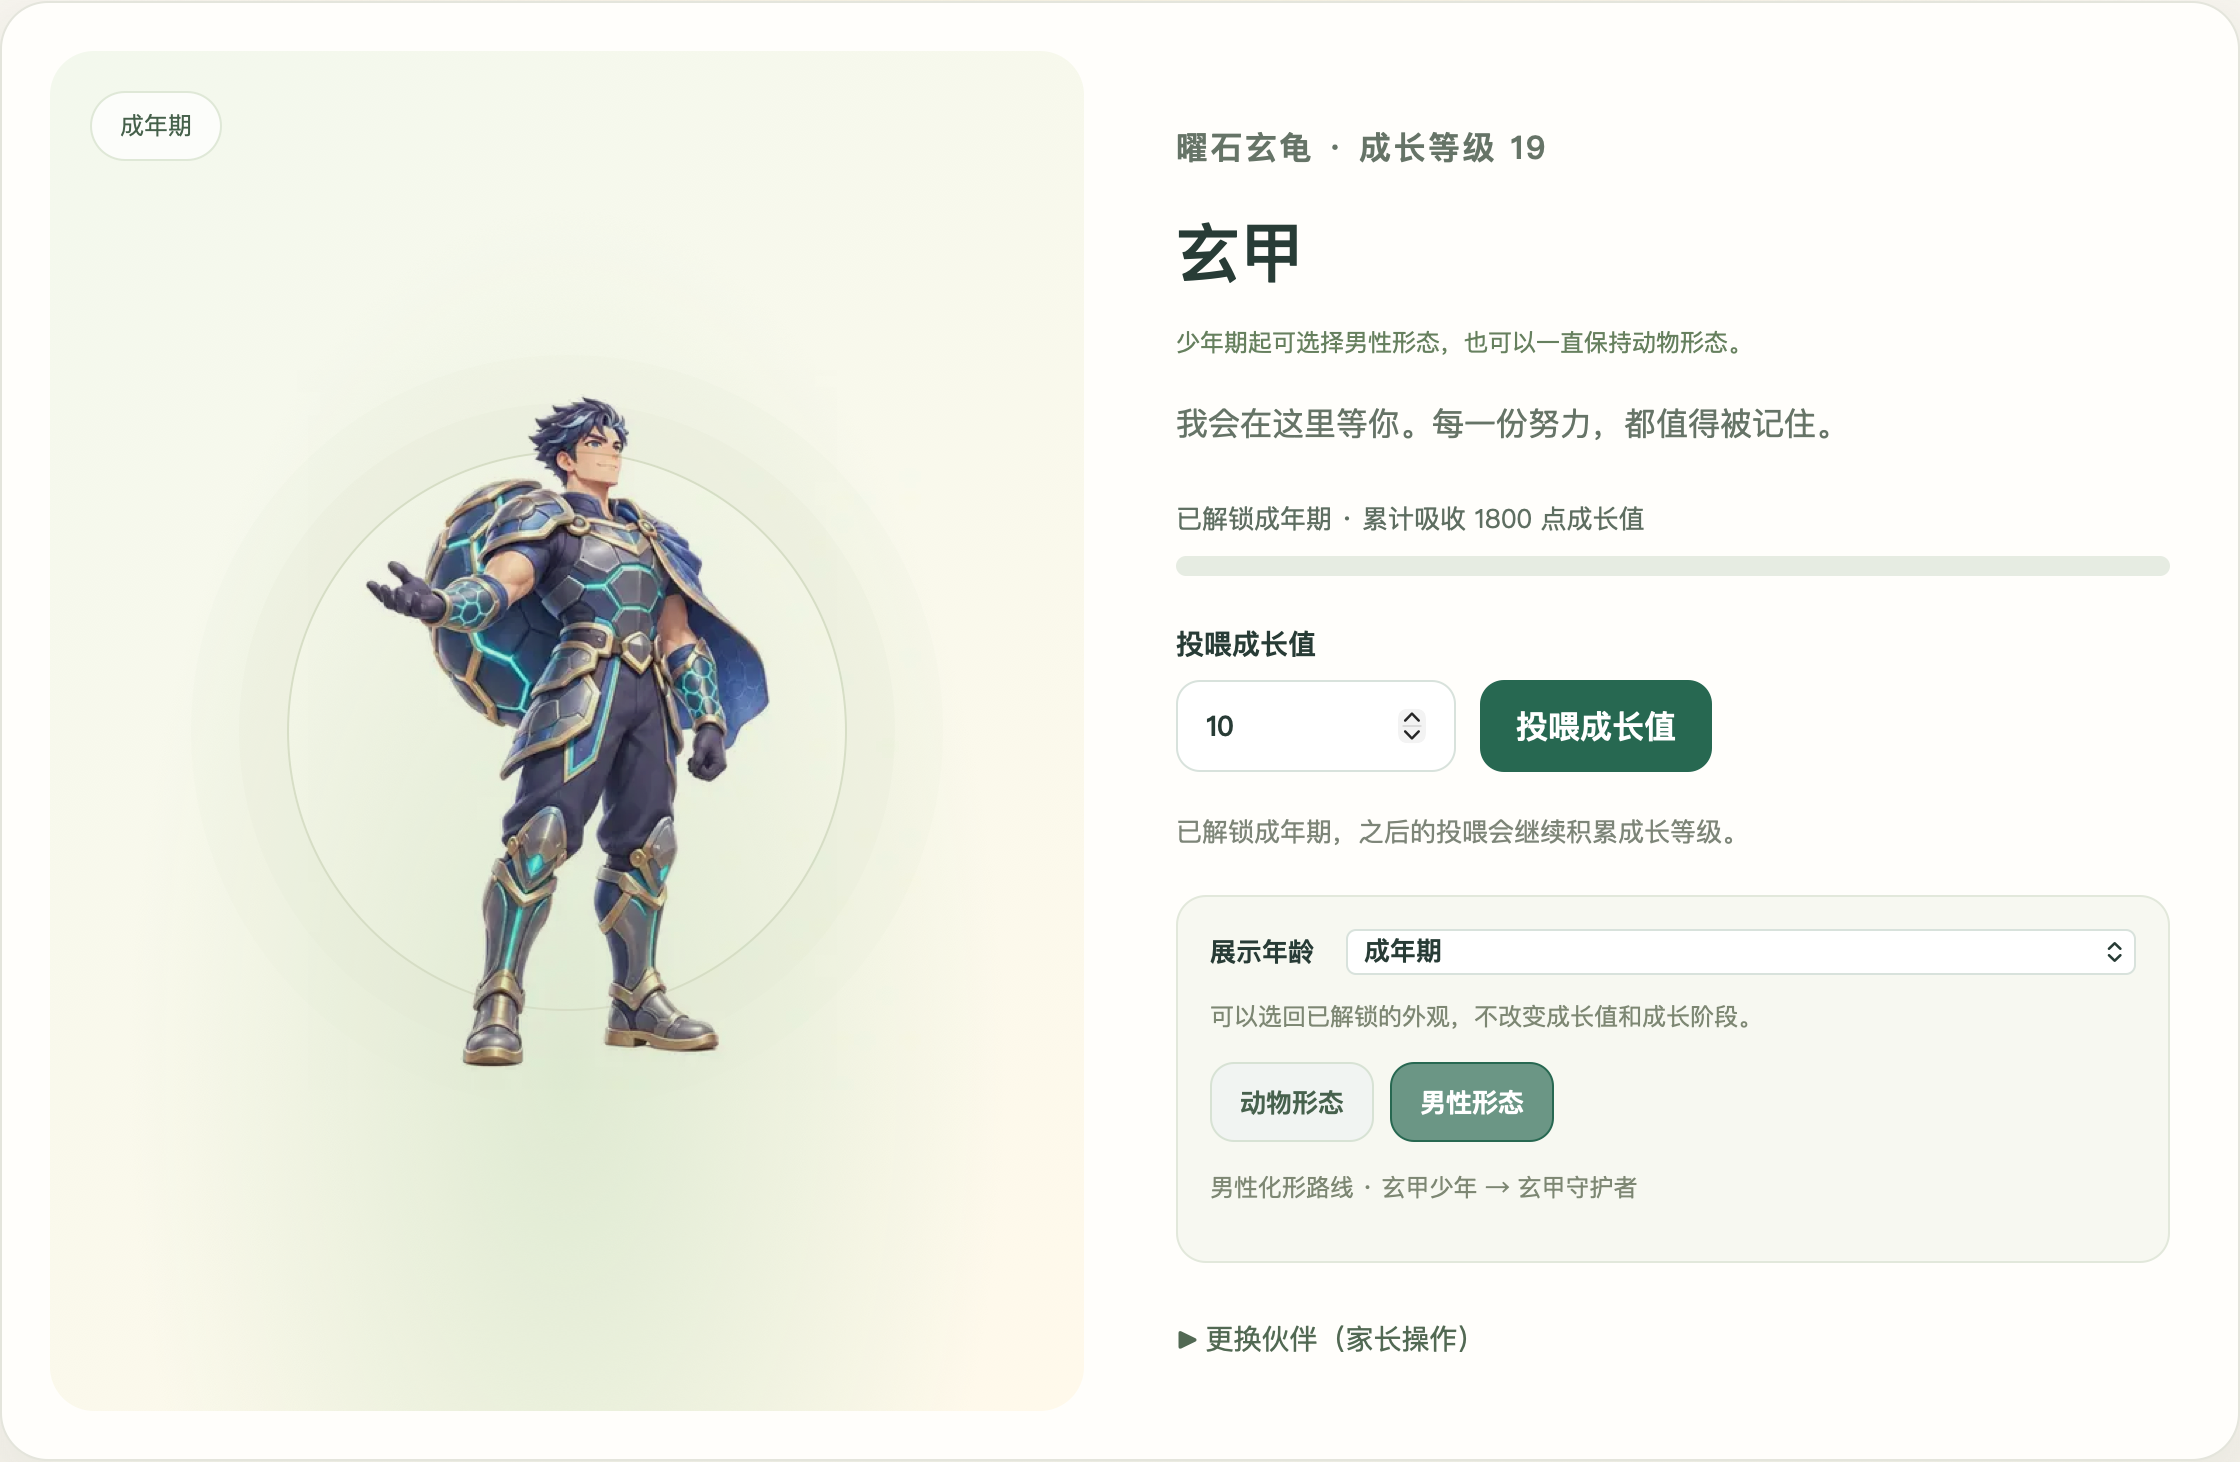 成年期
曜石玄龟 · 成长等级 19
玄甲
少年期起可选择男性形态，也可以一直保持动物形态。
我会在这里等你。每一份努力，都值得被记住。
已解锁成年期 · 累计吸收 1800 点成长值
投喂成长值
10
投喂成长值
已解锁成年期，之后的投喂会继续积累成长等级。
展示年龄
成年期
可以选回已解锁的外观，不改变成长值和成长阶段。
动物形态
男性形态
男性化形路线 · 玄甲少年 → 玄甲守护者
▶ 更换伙伴（家长操作）